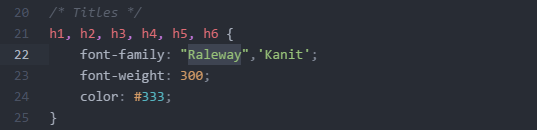 20 /* Titles */
21 h1, h2, h3, h4, h5, h6 {
22 font-family: "Raleway",'Kanit';
23 font-weight: 300;
24 color: #333;
25 }